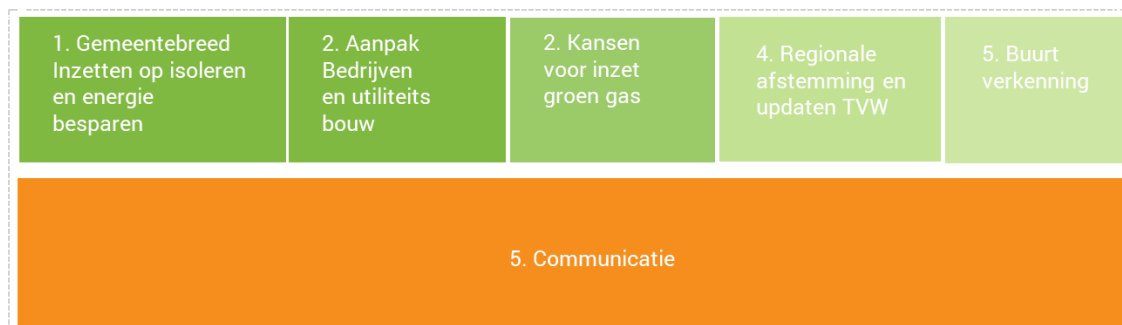 1. Gemeentebreed
Inzetten op isoleren
en energie
besparen
2. Aanpak
Bedrijven
en utiliteits
bouw
2. Kansen
voor inzet
groen gas
4. Regionale
afstemming en
updaten TVW
5. Buurt
verkenning
5. Communicatie